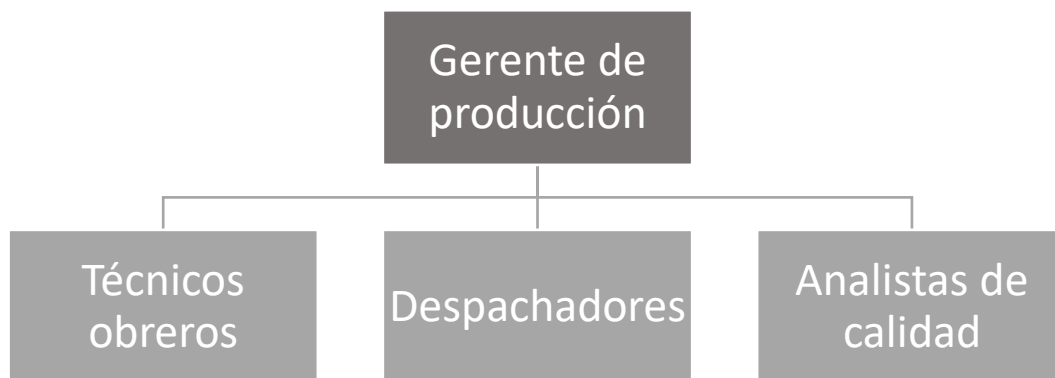 Gerente de
producción
Técnicos
obreros
Despachadores
Analistas de
calidad